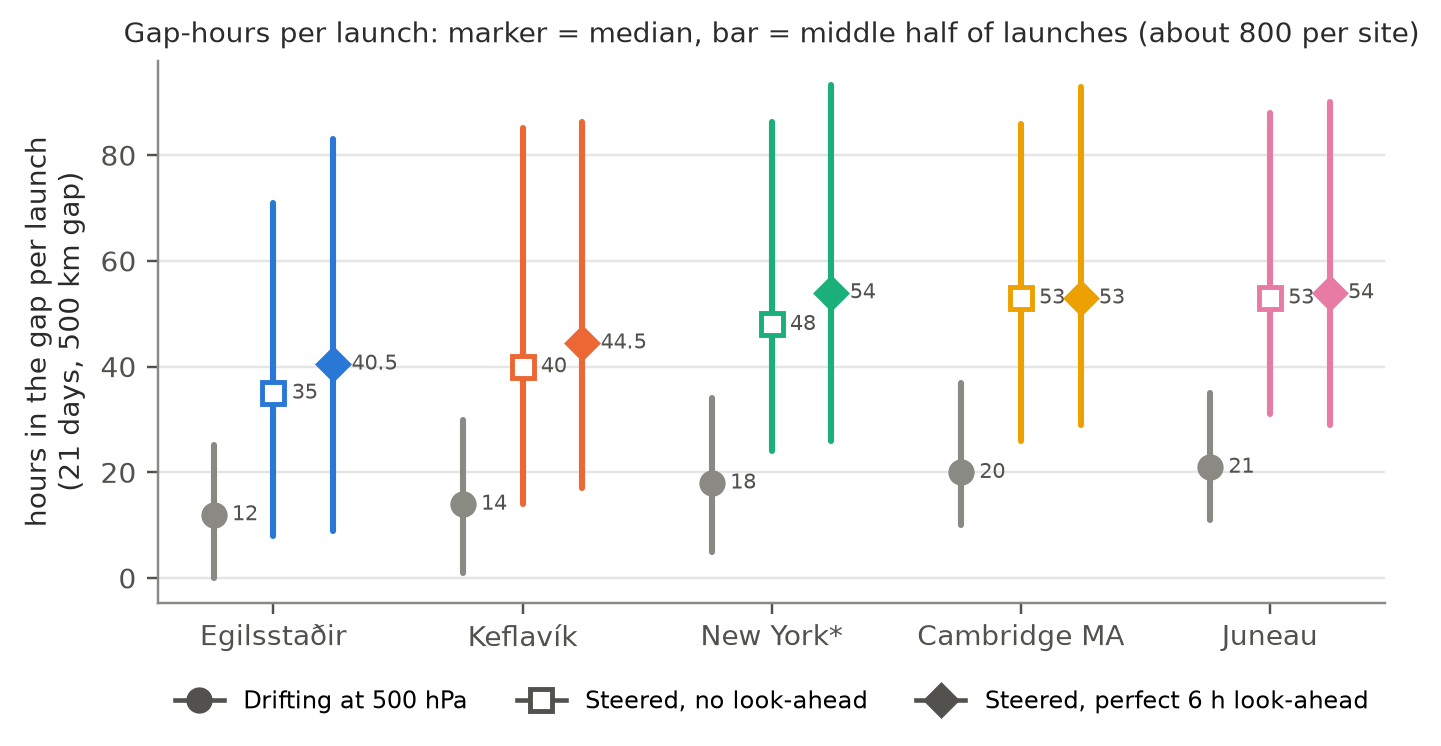 Gap-hours per launch: marker = median, bar = middle half of launches (about 800 per site)
hours in the gap per launch
(21 days, 500 km gap)
80
60
40
20
0
12
35
40.5
14
40
44.5
18
48
54
20
53
53
21
53
54
Egilsstaðir
Keflavík
New York*
Cambridge MA
Juneau
Drifting at 500 hPa
Steered, no look-ahead
Steered, perfect 6 h look-ahead